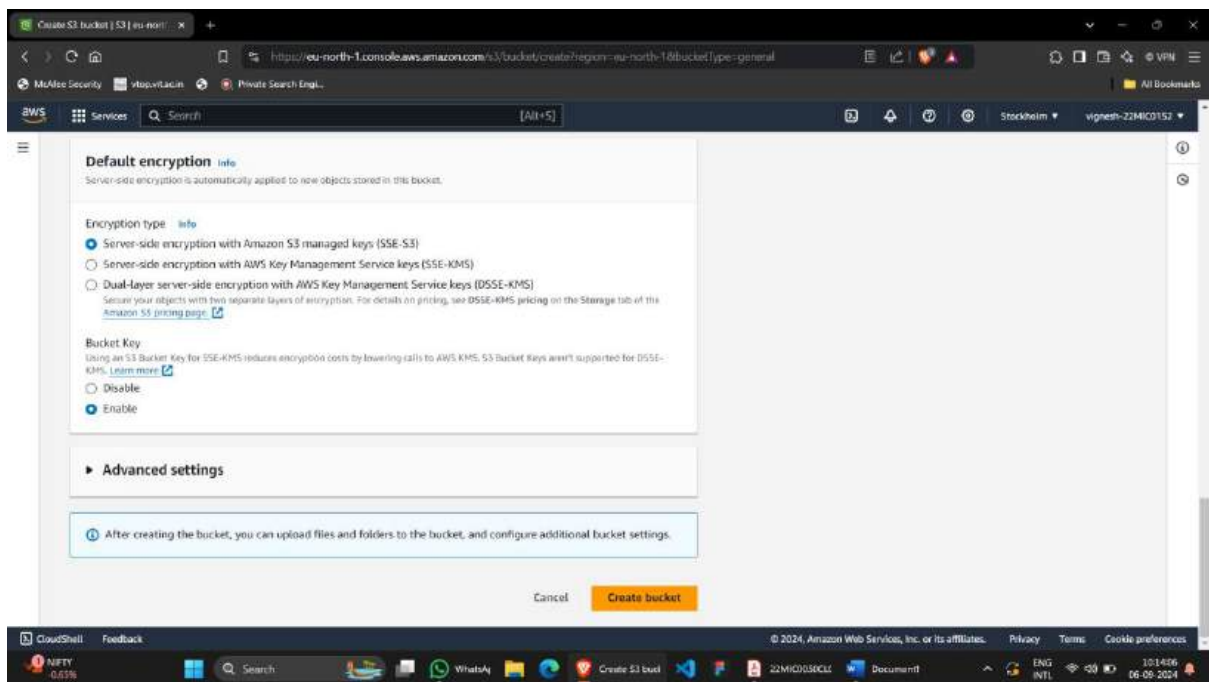 Create S3 bucket | S3 | eu-nort
https://eu-north-1.console.aws.amazon.com/s3/bucket/create?region=eu-north-1&bucketType=general
VPN
McAfee Security
vtop.vit.ac.in
Private Search Engi...
All Bookmarks
aws
Services
Search
[Alt+S]
Stockholm
vignesh-22MIC0152
Default encryption Info
Server-side encryption is automatically applied to new objects stored in this bucket.
Encryption type Info
Server-side encryption with Amazon S3 managed keys (SSE-S3)
Server-side encryption with AWS Key Management Service keys (SSE-KMS)
Dual-layer server-side encryption with AWS Key Management Service keys (DSSE-KMS)
Secure your objects with two separate layers of encryption. For details on pricing, see DSSE-KMS pricing on the Storage tab of the
Amazon S3 pricing page.
Bucket Key
Using an S3 Bucket Key for SSE-KMS reduces encryption costs by lowering calls to AWS KMS. S3 Bucket Keys aren't supported for DSSE-
KMS. Learn more
Disable
Enable
Advanced settings
After creating the bucket, you can upload files and folders to the bucket, and configure additional bucket settings.
Cancel
Create bucket
CloudShell
Feedback
© 2024, Amazon Web Services, Inc. or its affiliates.
Privacy
Terms
Cookie preferences
NIFTY
-0.65%
Search
WhatsA
Create S3 buc
Document1
ENG
INTL
10:14:06
06-09-2024